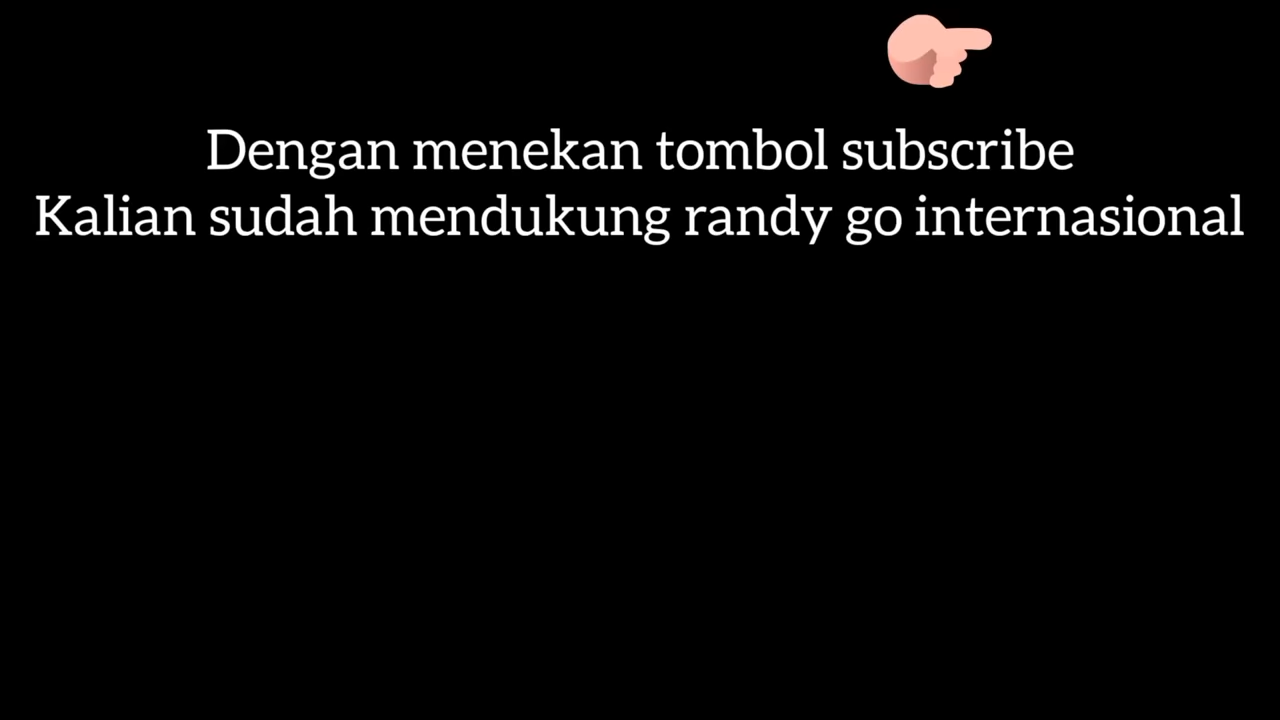 Dengan menekan tombol subscribe
Kalian sudah mendukung randy go internasional